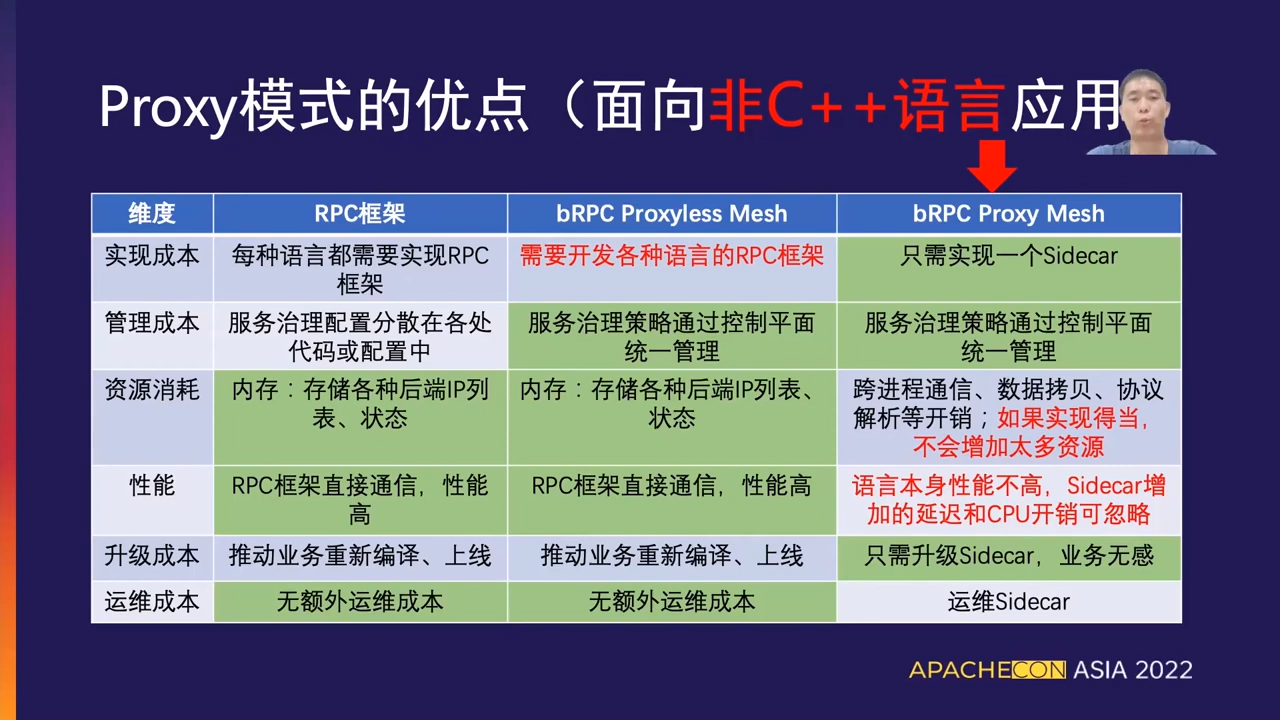 Proxy模式的优点（面向非C++语言应用
维度
RPC框架
bRPC Proxyless Mesh
bRPC Proxy Mesh
实现成本
每种语言都需要实现RPC
框架
需要开发各种语言的RPC框架
只需实现一个Sidecar
管理成本
服务治理配置分散在各处
代码或配置中
服务治理策略通过控制平面
统一管理
服务治理策略通过控制平面
统一管理
资源消耗
内存：存储各种后端IP列
表、状态
内存：存储各种后端IP列表、
状态
跨进程通信、数据拷贝、协议
解析等开销；如果实现得当，
不会增加太多资源
性能
RPC框架直接通信，性能
高
RPC框架直接通信，性能高
语言本身性能不高，Sidecar增
加的延迟和CPU开销可忽略
升级成本
推动业务重新编译、上线
推动业务重新编译、上线
只需升级Sidecar，业务无感
运维成本
无额外运维成本
无额外运维成本
运维Sidecar
APACHECON ASIA 2022